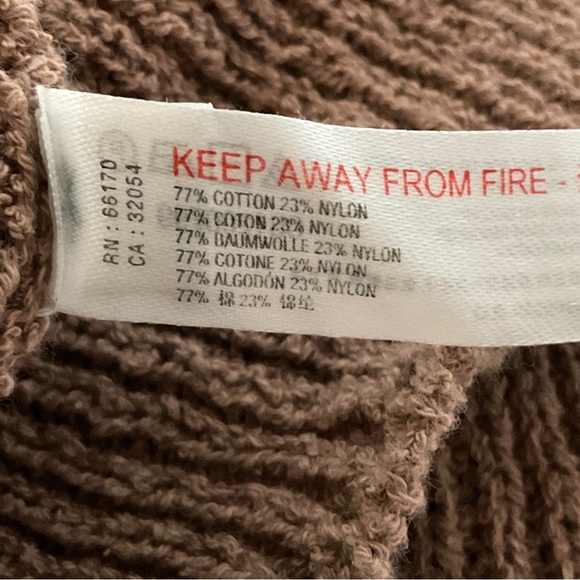 RN : 66170
CA : 32054
KEEP AWAY FROM FIRE -
77% COTTON 23% NYLON
77% COTON 23% NYLON
77% BAUMWOLLE 23% NYLON
77% COTONE 23% NYLON
77% ALGODÓN 23% NYLON
77% 棉 23% 锦纶